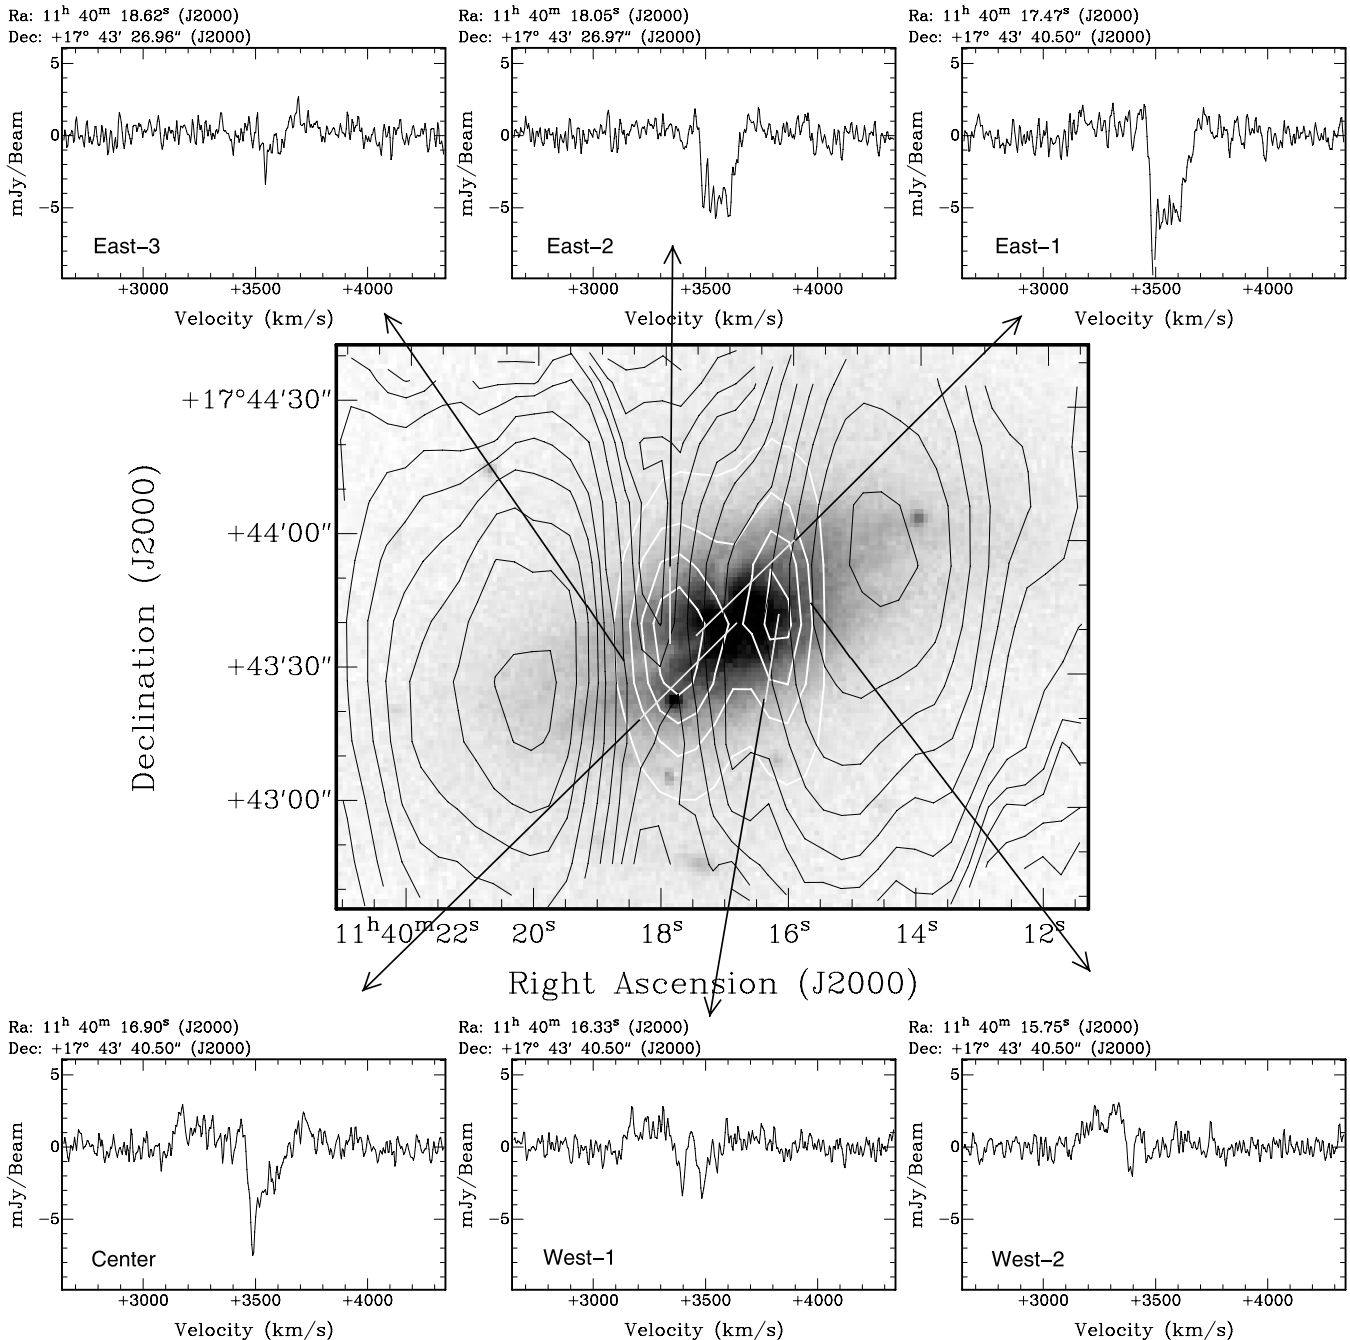 Ra: 11h 40m 18.62s (J2000)
Dec: +17° 43' 26.96" (J2000)
5
0
−5
mJy/Beam
East−3
+3000 +3500 +4000
Velocity (km/s)
Ra: 11h 40m 18.05s (J2000)
Dec: +17° 43' 26.97" (J2000)
5
0
−5
mJy/Beam
East−2
+3000 +3500 +4000
Velocity (km/s)
Ra: 11h 40m 17.47s (J2000)
Dec: +17° 43' 40.50" (J2000)
5
0
−5
mJy/Beam
East−1
+3000 +3500 +4000
Velocity (km/s)
+17°44'30"
+44'00"
+43'30"
+43'00"
Declination (J2000)
11h40m22s 20s 18s 16s 14s 12s
Right Ascension (J2000)
Ra: 11h 40m 16.90s (J2000)
Dec: +17° 43' 40.50" (J2000)
5
0
−5
mJy/Beam
Center
+3000 +3500 +4000
Velocity (km/s)
Ra: 11h 40m 16.33s (J2000)
Dec: +17° 43' 40.50" (J2000)
5
0
−5
mJy/Beam
West−1
+3000 +3500 +4000
Velocity (km/s)
Ra: 11h 40m 15.75s (J2000)
Dec: +17° 43' 40.50" (J2000)
5
0
−5
mJy/Beam
West−2
+3000 +3500 +4000
Velocity (km/s)